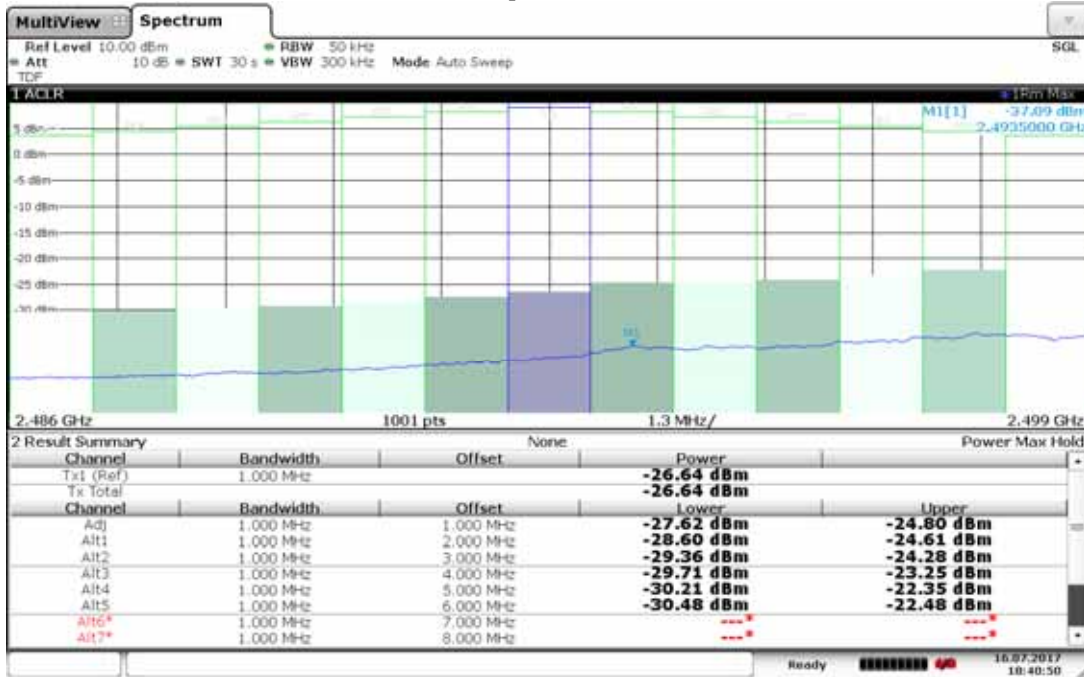 MultiView Spectrum
Ref Level 10.00 dBm RBW 50 kHz SGL
Att 10 dB SWT 30 s VBW 300 kHz Mode Auto Sweep
TDF
1 ACLR 1Rm Max
M1[1] -37.09 dBm
2.4935000 GHz
5 dBm
0 dBm
-5 dBm
-10 dBm
-15 dBm
-20 dBm
-25 dBm
-30 dBm
M1
2.486 GHz 1001 pts 1.3 MHz/ 2.499 GHz
2 Result Summary None Power Max Hold
Channel Bandwidth Offset Power
Tx1 (Ref) 1.000 MHz -26.64 dBm
Tx Total -26.64 dBm
Channel Bandwidth Offset Lower Upper
Adj 1.000 MHz 1.000 MHz -27.62 dBm -24.80 dBm
Alt1 1.000 MHz 2.000 MHz -28.60 dBm -24.61 dBm
Alt2 1.000 MHz 3.000 MHz -29.36 dBm -24.28 dBm
Alt3 1.000 MHz 4.000 MHz -29.71 dBm -23.25 dBm
Alt4 1.000 MHz 5.000 MHz -30.21 dBm -22.35 dBm
Alt5 1.000 MHz 6.000 MHz -30.48 dBm -22.48 dBm
Alt6* 1.000 MHz 7.000 MHz ---* ---*
Alt7* 1.000 MHz 8.000 MHz ---* ---*
Ready 16.07.2017
18:40:50